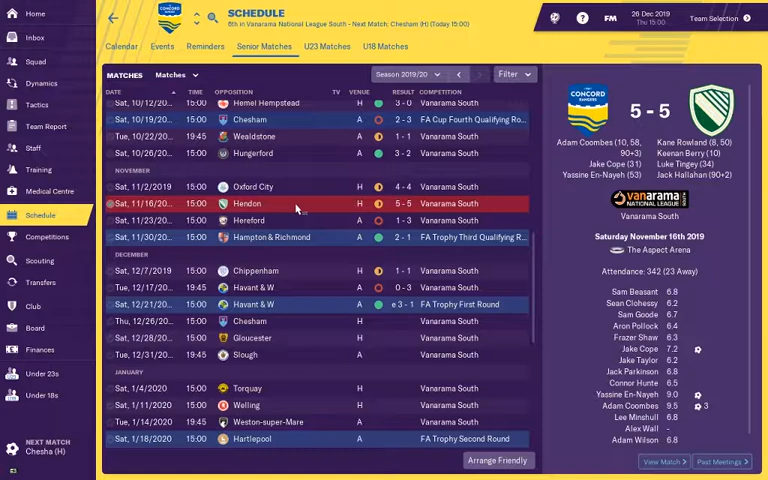 Home
Inbox
Squad
Dynamics
Tactics
Team Report
Staff
Training
Medical Centre
Schedule
Competitions
Scouting
Transfers
Club
Board
Finances
Under 23s
Under 18s
NEXT MATCH
Chesha (H)
CONCORD
SCHEDULE
6th in Vanarama National League South - Next Match: Chesham (H) (Today 15:00)
FM
26 Dec 2019
Thu 15:00
Team Selection
Calendar Events Reminders Senior Matches U23 Matches U18 Matches
MATCHES Matches Season 2019/20 Filter
DATE TIME OPPOSITION TV VENUE RESULT COMPETITION
Sat, 10/12/20... 15:00 Hemel Hempstead H 3 - 0 Vanarama South
Sat, 10/19/20... 15:00 Chesham A 2 - 3 FA Cup Fourth Qualifying Ro...
Tue, 10/22/20... 19:45 Wealdstone A 1 - 1 Vanarama South
Sat, 10/26/20... 15:00 Hungerford A 3 - 2 Vanarama South
NOVEMBER
Sat, 11/2/2019 15:00 Oxford City H 4 - 4 Vanarama South
Sat, 11/16/20... 15:00 Hendon H 5 - 5 Vanarama South
Sat, 11/23/20... 15:00 Hereford A 1 - 3 Vanarama South
Sat, 11/30/20... 15:00 Hampton & Richmond A 2 - 1 FA Trophy Third Qualifying R...
DECEMBER
Sat, 12/7/2019 15:00 Chippenham H 1 - 1 Vanarama South
Tue, 12/17/20... 19:45 Havant & W A 0 - 3 Vanarama South
Sat, 12/21/20... 15:00 Havant & W A e 3 - 1 FA Trophy First Round
Thu, 12/26/20... 15:00 Chesham H Vanarama South
Sat, 12/28/20... 15:00 Gloucester H Vanarama South
Tue, 12/31/20... 19:45 Slough A Vanarama South
JANUARY
Sat, 1/4/2020 15:00 Torquay H Vanarama South
Sat, 1/11/2020 15:00 Welling H Vanarama South
Tue, 1/14/2020 19:45 Weston-super-Mare A Vanarama South
Sat, 1/18/2020 15:00 Hartlepool A FA Trophy Second Round
Arrange Friendly
CONCORD
5 - 5
Adam Coombes (10, 58, 90+3)
Jake Cope (31)
Yassine En-Nayeh (53)
Kane Rowland (8, 50)
Keenan Berry (10)
Luke Tingey (34)
Jack Hallahan (90+2)
vanarama
NATIONAL LEAGUE
SOUTH
Vanarama South
Saturday November 16th 2019
The Aspect Arena
Attendance: 342 (23 Away)
Sam Beasant 6.8
Sean Clohessy 6.2
Sam Goode 6.7
Aron Pollock 6.4
Frazer Shaw 6.3
Jake Cope 7.2
Jake Taylor 6.2
Jack Parkinson 6.8
Connor Hunte 6.5
Yassine En-Nayeh 9.0
Adam Coombes 9.5 3
Lee Minshull 6.8
Alex Wall -
Adam Wilson 6.8
View Match >
Past Meetings >